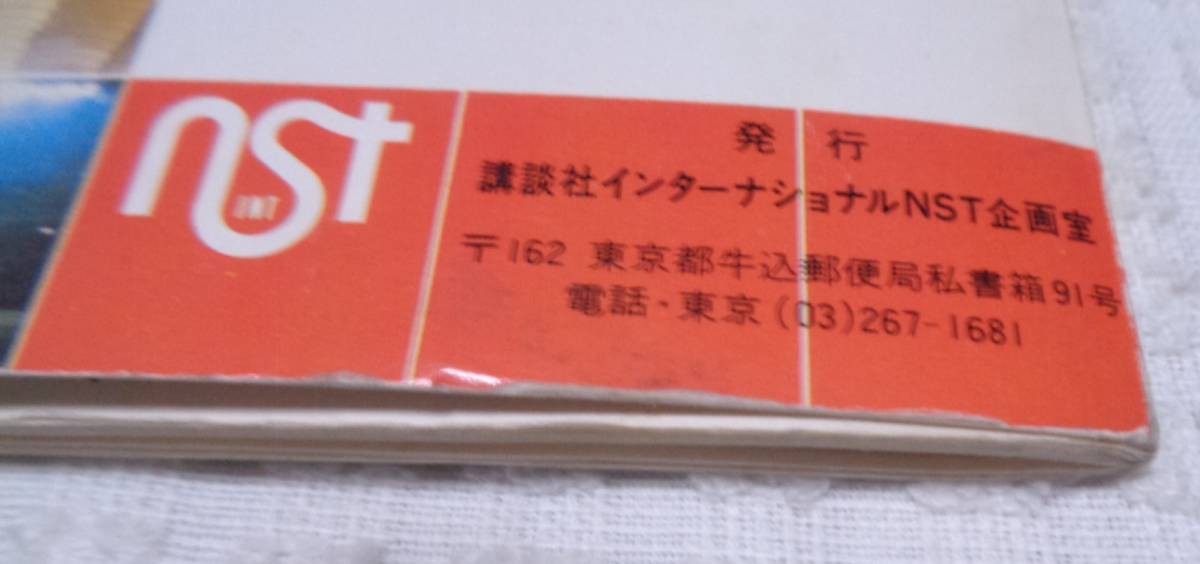 nst
UNT
発行
講談社インターナショナルNST企画室
〒162 東京都牛込郵便局私書箱91号
電話・東京(03)267-1681